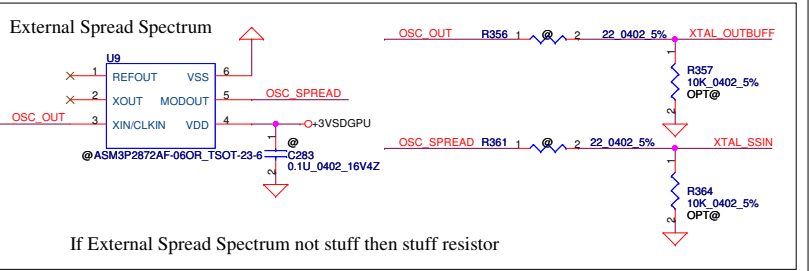 External Spread Spectrum
U9
1 REFOUT VSS 6
2 XOUT MODOUT 5 OSC_SPREAD
OSC_OUT 3 XIN/CLKIN VDD 4 +3VSDGPU
@ASM3P2872AF-06OR_TSOT-23-6
1
@
C283
0.1U_0402_16V4Z
2
OSC_OUT R356 1 @ 2 22_0402_5% XTAL_OUTBUFF
1
R357
10K_0402_5%
OPT@
2
OSC_SPREAD R361 1 @ 2 22_0402_5% XTAL_SSIN
1
R364
10K_0402_5%
OPT@
2
If External Spread Spectrum not stuff then stuff resistor